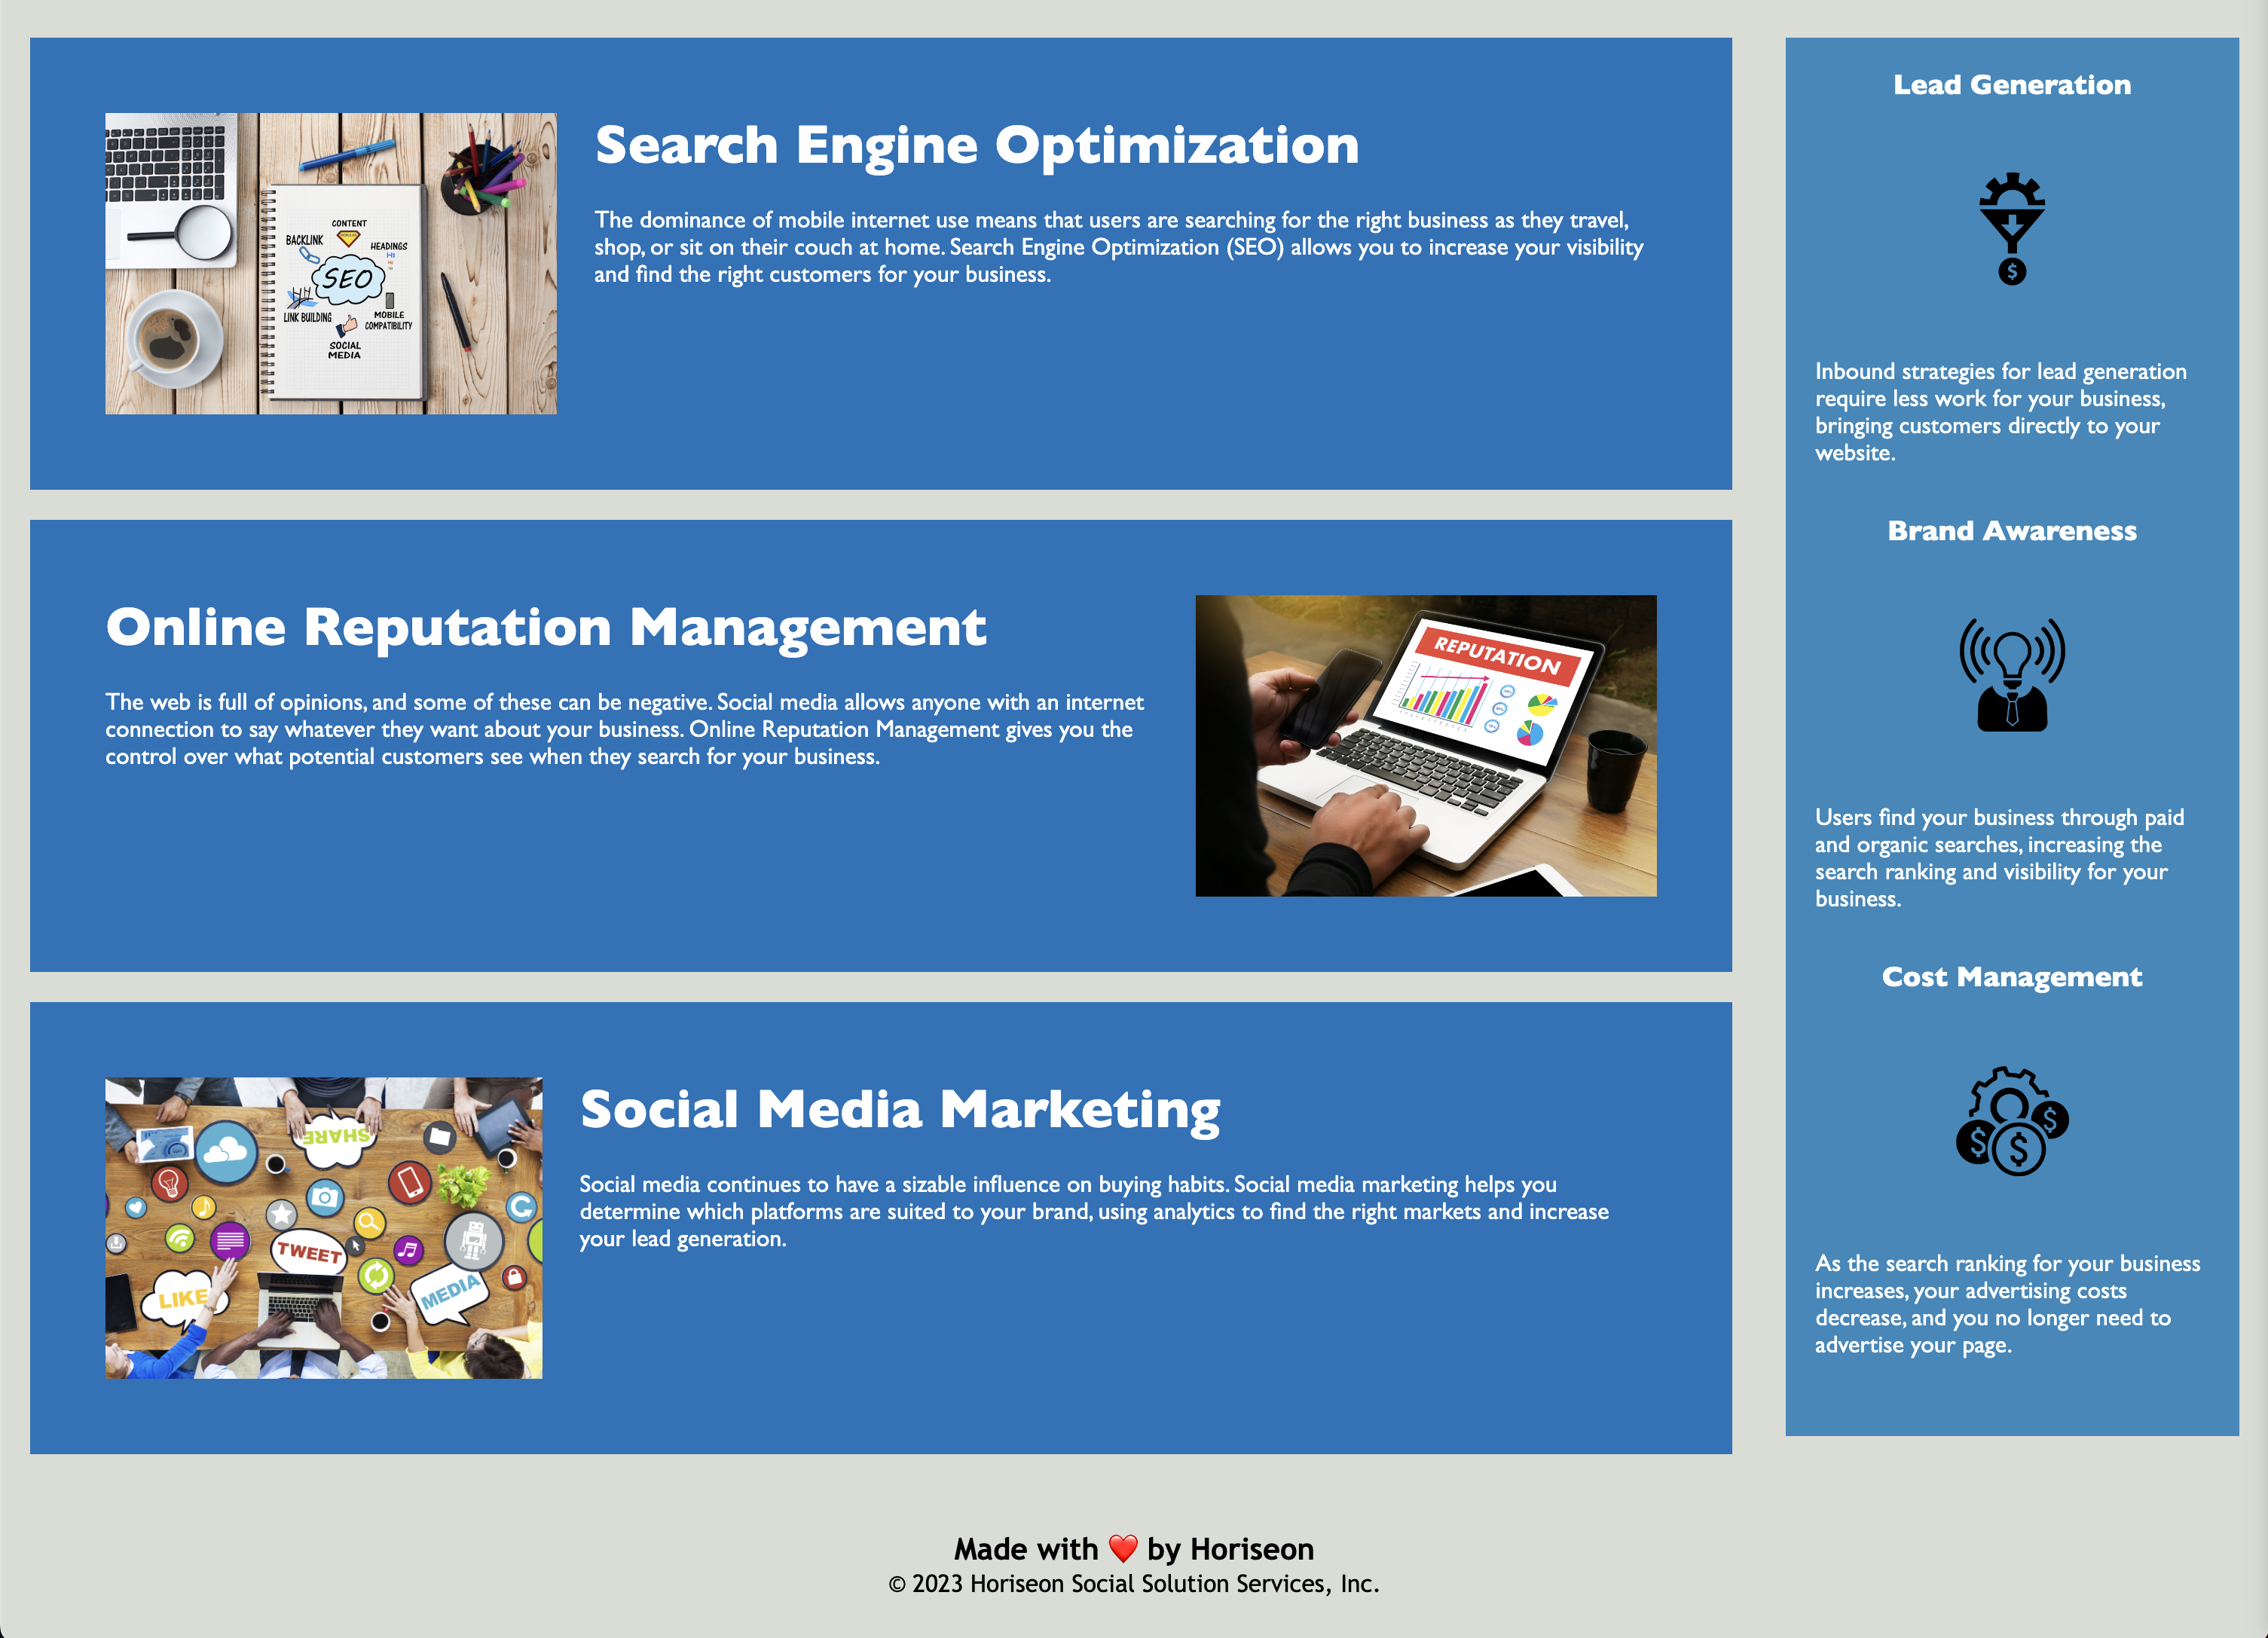 Search Engine Optimization
The dominance of mobile internet use means that users are searching for the right business as they travel,
shop, or sit on their couch at home. Search Engine Optimization (SEO) allows you to increase your visibility
and find the right customers for your business.
CONTENT
BACKLINK
HEADINGS
H1
SEO
LINK BUILDING
MOBILE
COMPATIBILITY
SOCIAL
MEDIA
Online Reputation Management
The web is full of opinions, and some of these can be negative. Social media allows anyone with an internet
connection to say whatever they want about your business. Online Reputation Management gives you the
control over what potential customers see when they search for your business.
REPUTATION
Social Media Marketing
Social media continues to have a sizable influence on buying habits. Social media marketing helps you
determine which platforms are suited to your brand, using analytics to find the right markets and increase
your lead generation.
SHARE
TWEET
LIKE
MEDIA
Lead Generation
$
Inbound strategies for lead generation
require less work for your business,
bringing customers directly to your
website.
Brand Awareness
Users find your business through paid
and organic searches, increasing the
search ranking and visibility for your
business.
Cost Management
$
$
$
As the search ranking for your business
increases, your advertising costs
decrease, and you no longer need to
advertise your page.
Made with ❤️ by Horiseon
© 2023 Horiseon Social Solution Services, Inc.